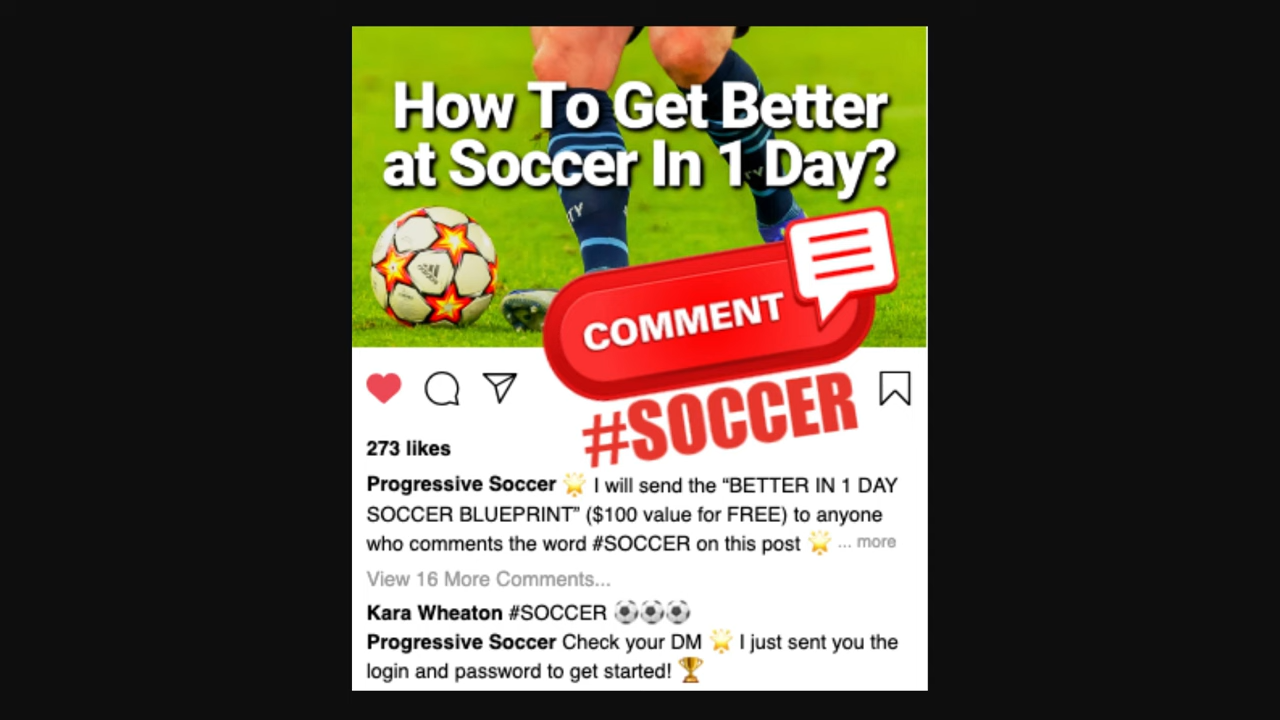 How To Get Better
at Soccer In 1 Day?
TY
TY
COMMENT
#SOCCER
273 likes
Progressive Soccer 🌟 I will send the “BETTER IN 1 DAY
SOCCER BLUEPRINT” ($100 value for FREE) to anyone
who comments the word #SOCCER on this post 🌟 ... more
View 16 More Comments...
Kara Wheaton #SOCCER ⚽⚽⚽
Progressive Soccer Check your DM 🌟 I just sent you the
login and password to get started! 🏆